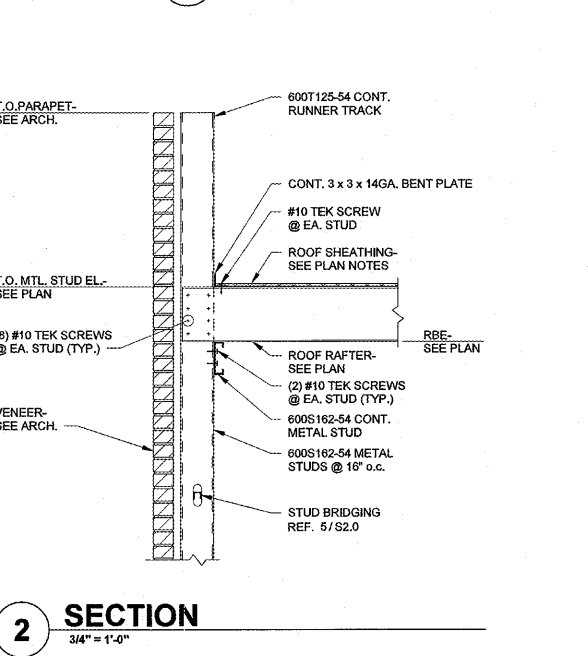 T.O.PARAPET-
SEE ARCH.
600T125-54 CONT.
RUNNER TRACK
CONT. 3 x 3 x 14GA. BENT PLATE
#10 TEK SCREW
@ EA. STUD
ROOF SHEATHING-
SEE PLAN NOTES
T.O. MTL. STUD EL.-
SEE PLAN
8) #10 TEK SCREWS
@ EA. STUD (TYP.)
RBE-
SEE PLAN
ROOF RAFTER-
SEE PLAN
(2) #10 TEK SCREWS
@ EA. STUD (TYP.)
VENEER-
SEE ARCH.
600S162-54 CONT.
METAL STUD
600S162-54 METAL
STUDS @ 16" o.c.
STUD BRIDGING
REF. 5/S2.0
2 SECTION
3/4" = 1'-0"